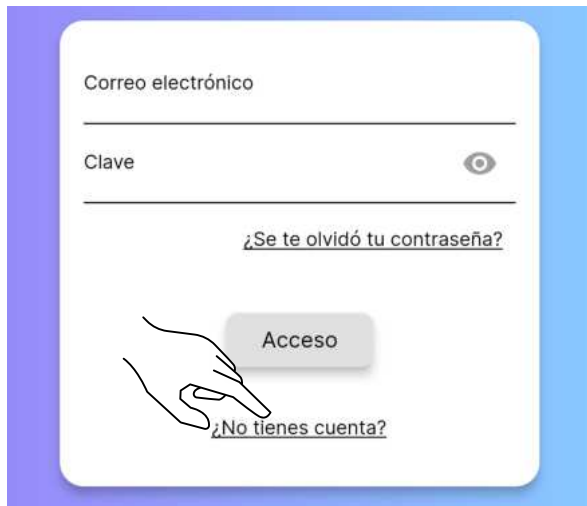 Correo electrónico
Clave
¿Se te olvidó tu contraseña?
Acceso
¿No tienes cuenta?